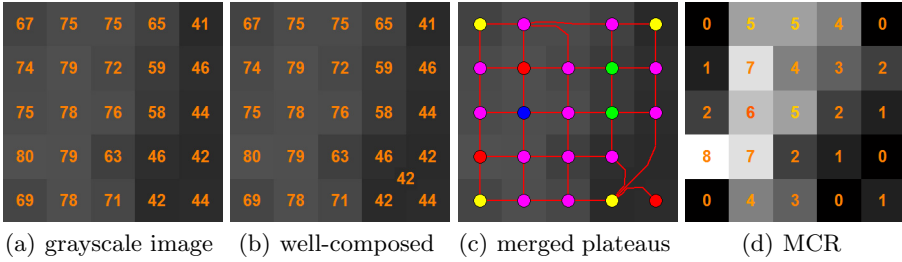 67 75 75 65 41 67 75 75 65 41 0 5 5 4 0
74 79 72 59 46 74 79 72 59 46 1 7 4 3 2
75 78 76 58 44 75 78 76 58 44 2 6 5 2 1
80 79 63 46 42 80 79 63 46 42 8 7 2 1 0
42
69 78 71 42 44 69 78 71 42 44 0 4 3 0 1
(a) grayscale image (b) well-composed (c) merged plateaus (d) MCR